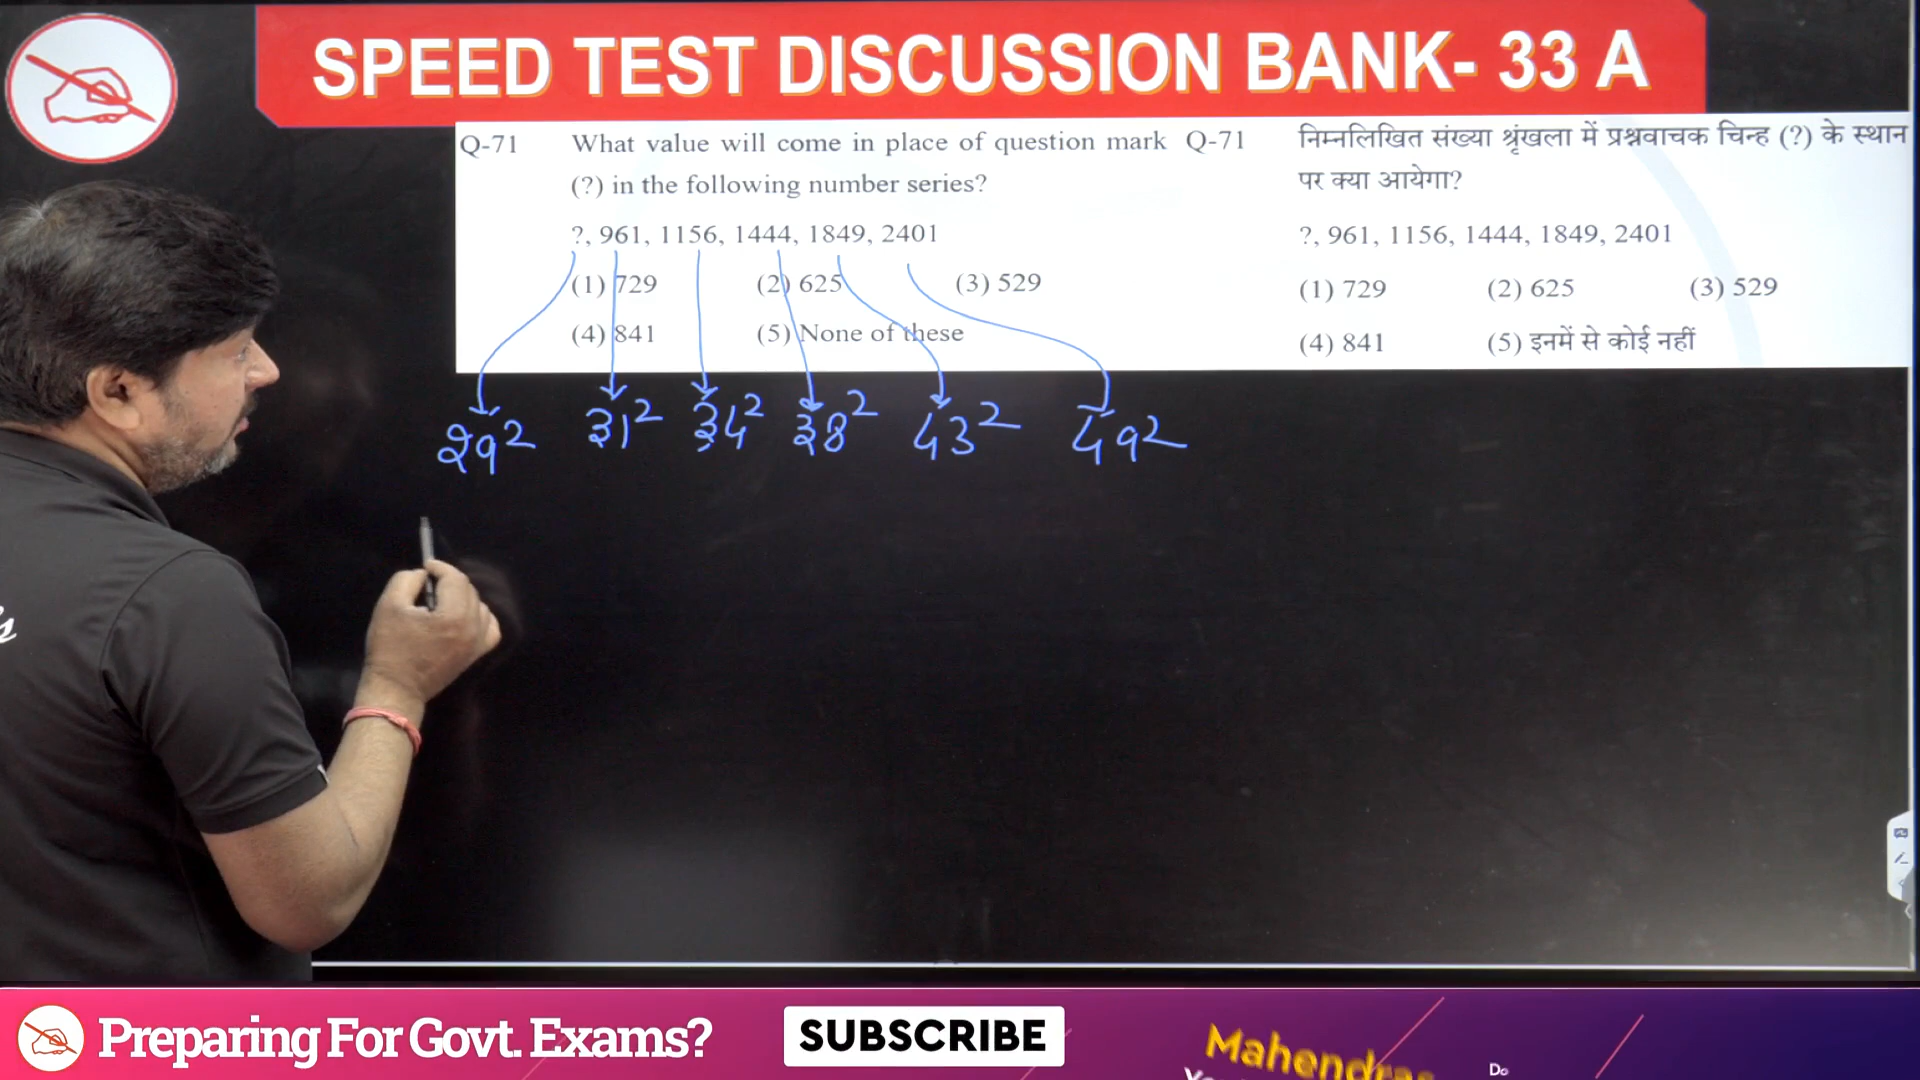 SPEED TEST DISCUSSION BANK- 33 A
Q-71 What value will come in place of question mark
(?) in the following number series?
?, 961, 1156, 1444, 1849, 2401
(1) 729 (2) 625 (3) 529
(4) 841 (5) None of these
Q-71 निम्नलिखित संख्या श्रृंखला में प्रश्नवाचक चिन्ह (?) के स्थान
पर क्या आयेगा?
?, 961, 1156, 1444, 1849, 2401
(1) 729 (2) 625 (3) 529
(4) 841 (5) इनमें से कोई नहीं
29² 31² 34² 38² 43² 49²
Preparing For Govt. Exams?
SUBSCRIBE
Mahendras
Do